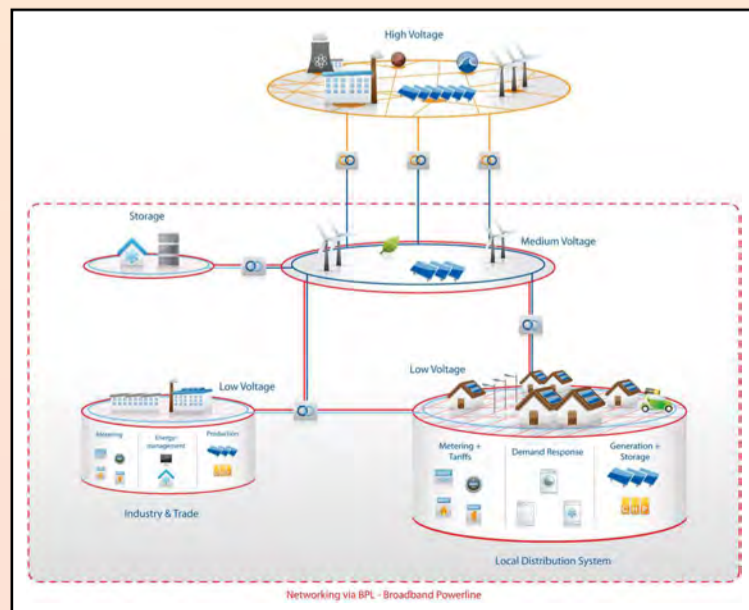 High Voltage
Storage
Medium Voltage
Low Voltage
Low Voltage
Metering
Energy-
management
Production
Metering +
Tariffs
Demand Response
Generation +
Storage
CHP
Industry & Trade
Local Distribution System
Networking via BPL - Broadband Powerline